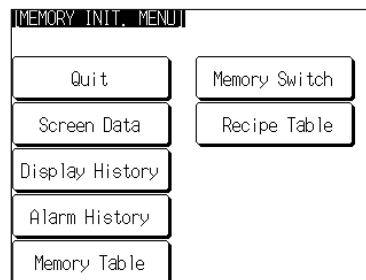 [MEMORY INIT. MENU]
Quit
Memory Switch
Screen Data
Recipe Table
Display History
Alarm History
Memory Table